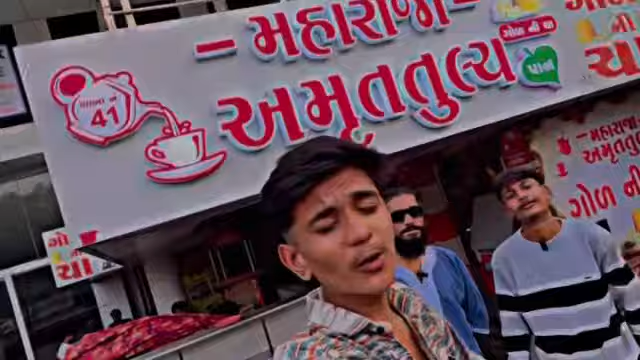 મહારાજા
ગોળ ની ચા
અમૃતતુલ્ય
પાન
41
મહારાજા
અમૃતતુ
ગોળ ની
ચા
ગો
ચા